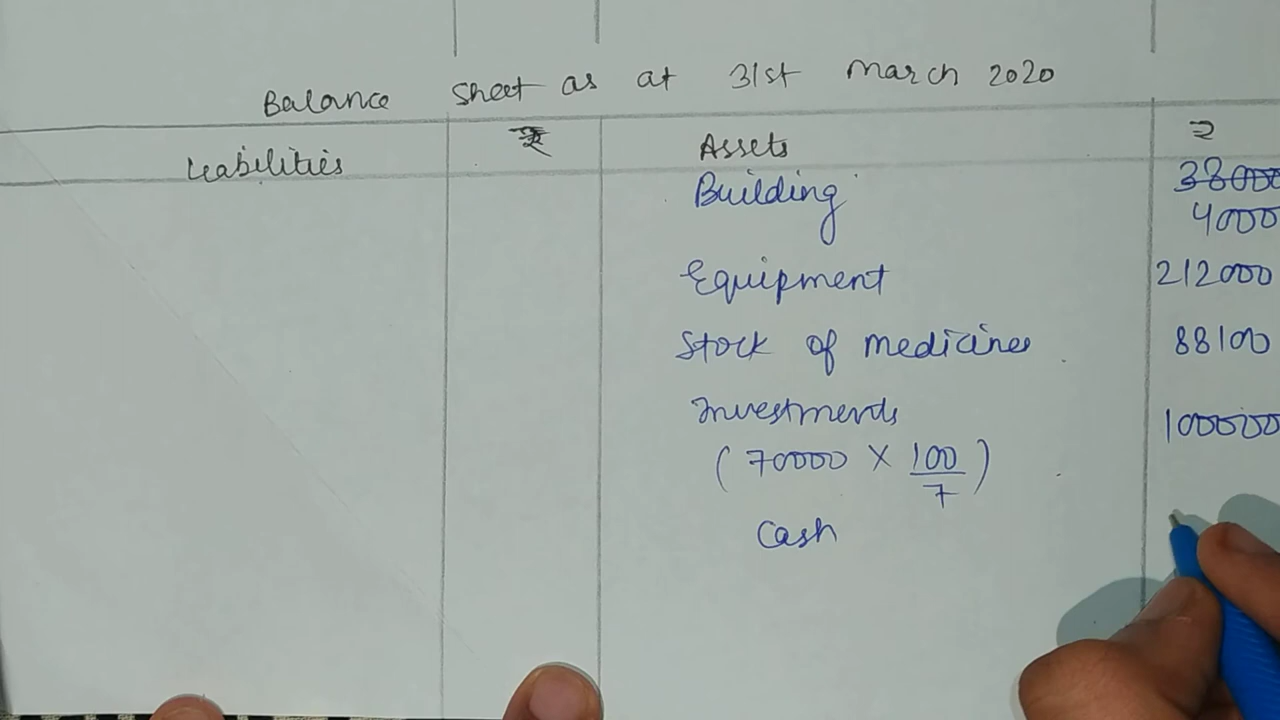 Balance Sheet as at 31st March 2020
Liabilities ₹ Assets ₹
Building
4000
Equipment 212000
Stock of medicines 88100
Investments 1000000
( 70000 × 100/7 )
Cash